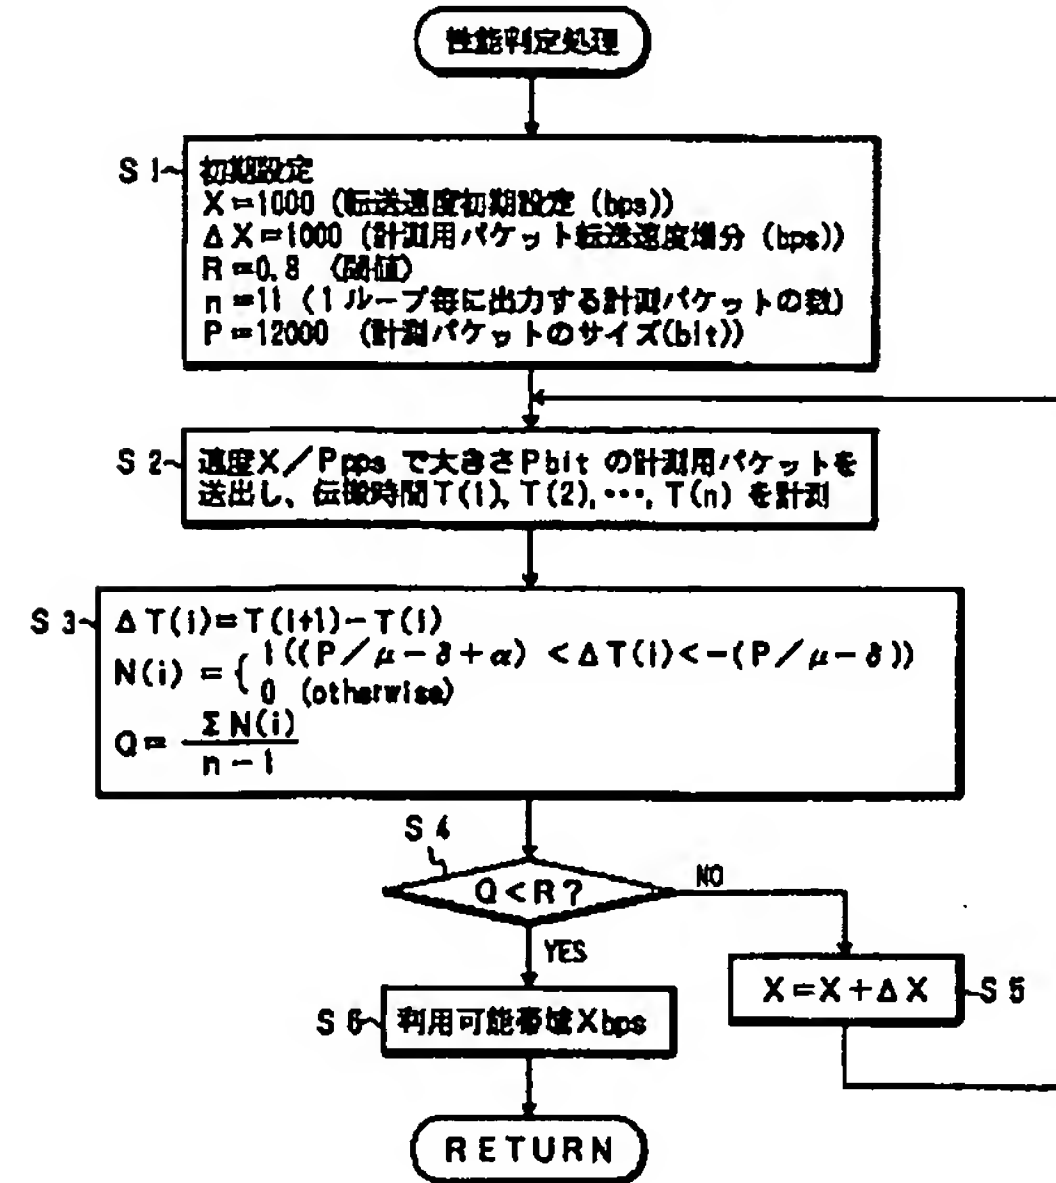 性能判定処理
S1
初期設定
X=1000 (転送速度初期設定 (bps))
ΔX=1000 (計測用パケット転送速度増分 (bps))
R=0.8 (閾値)
n=11 (1ループ毎に出力する計測パケットの数)
P=12000 (計測パケットのサイズ(bit))
S2
速度X/Ppps で大きさPbit の計測用パケットを
送出し、伝搬時間T(1), T(2),…, T(n) を計測
S3
ΔT(i)=T(i+1)-T(i)
N(i) = { 1((P/μ-δ+α) <ΔT(i)<-(P/μ-δ))
0 (otherwise)
Q= ΣN(i)
n-1
S4
Q<R?
NO
YES
X=X+ΔX
S5
S6
利用可能帯域Xbps
RETURN